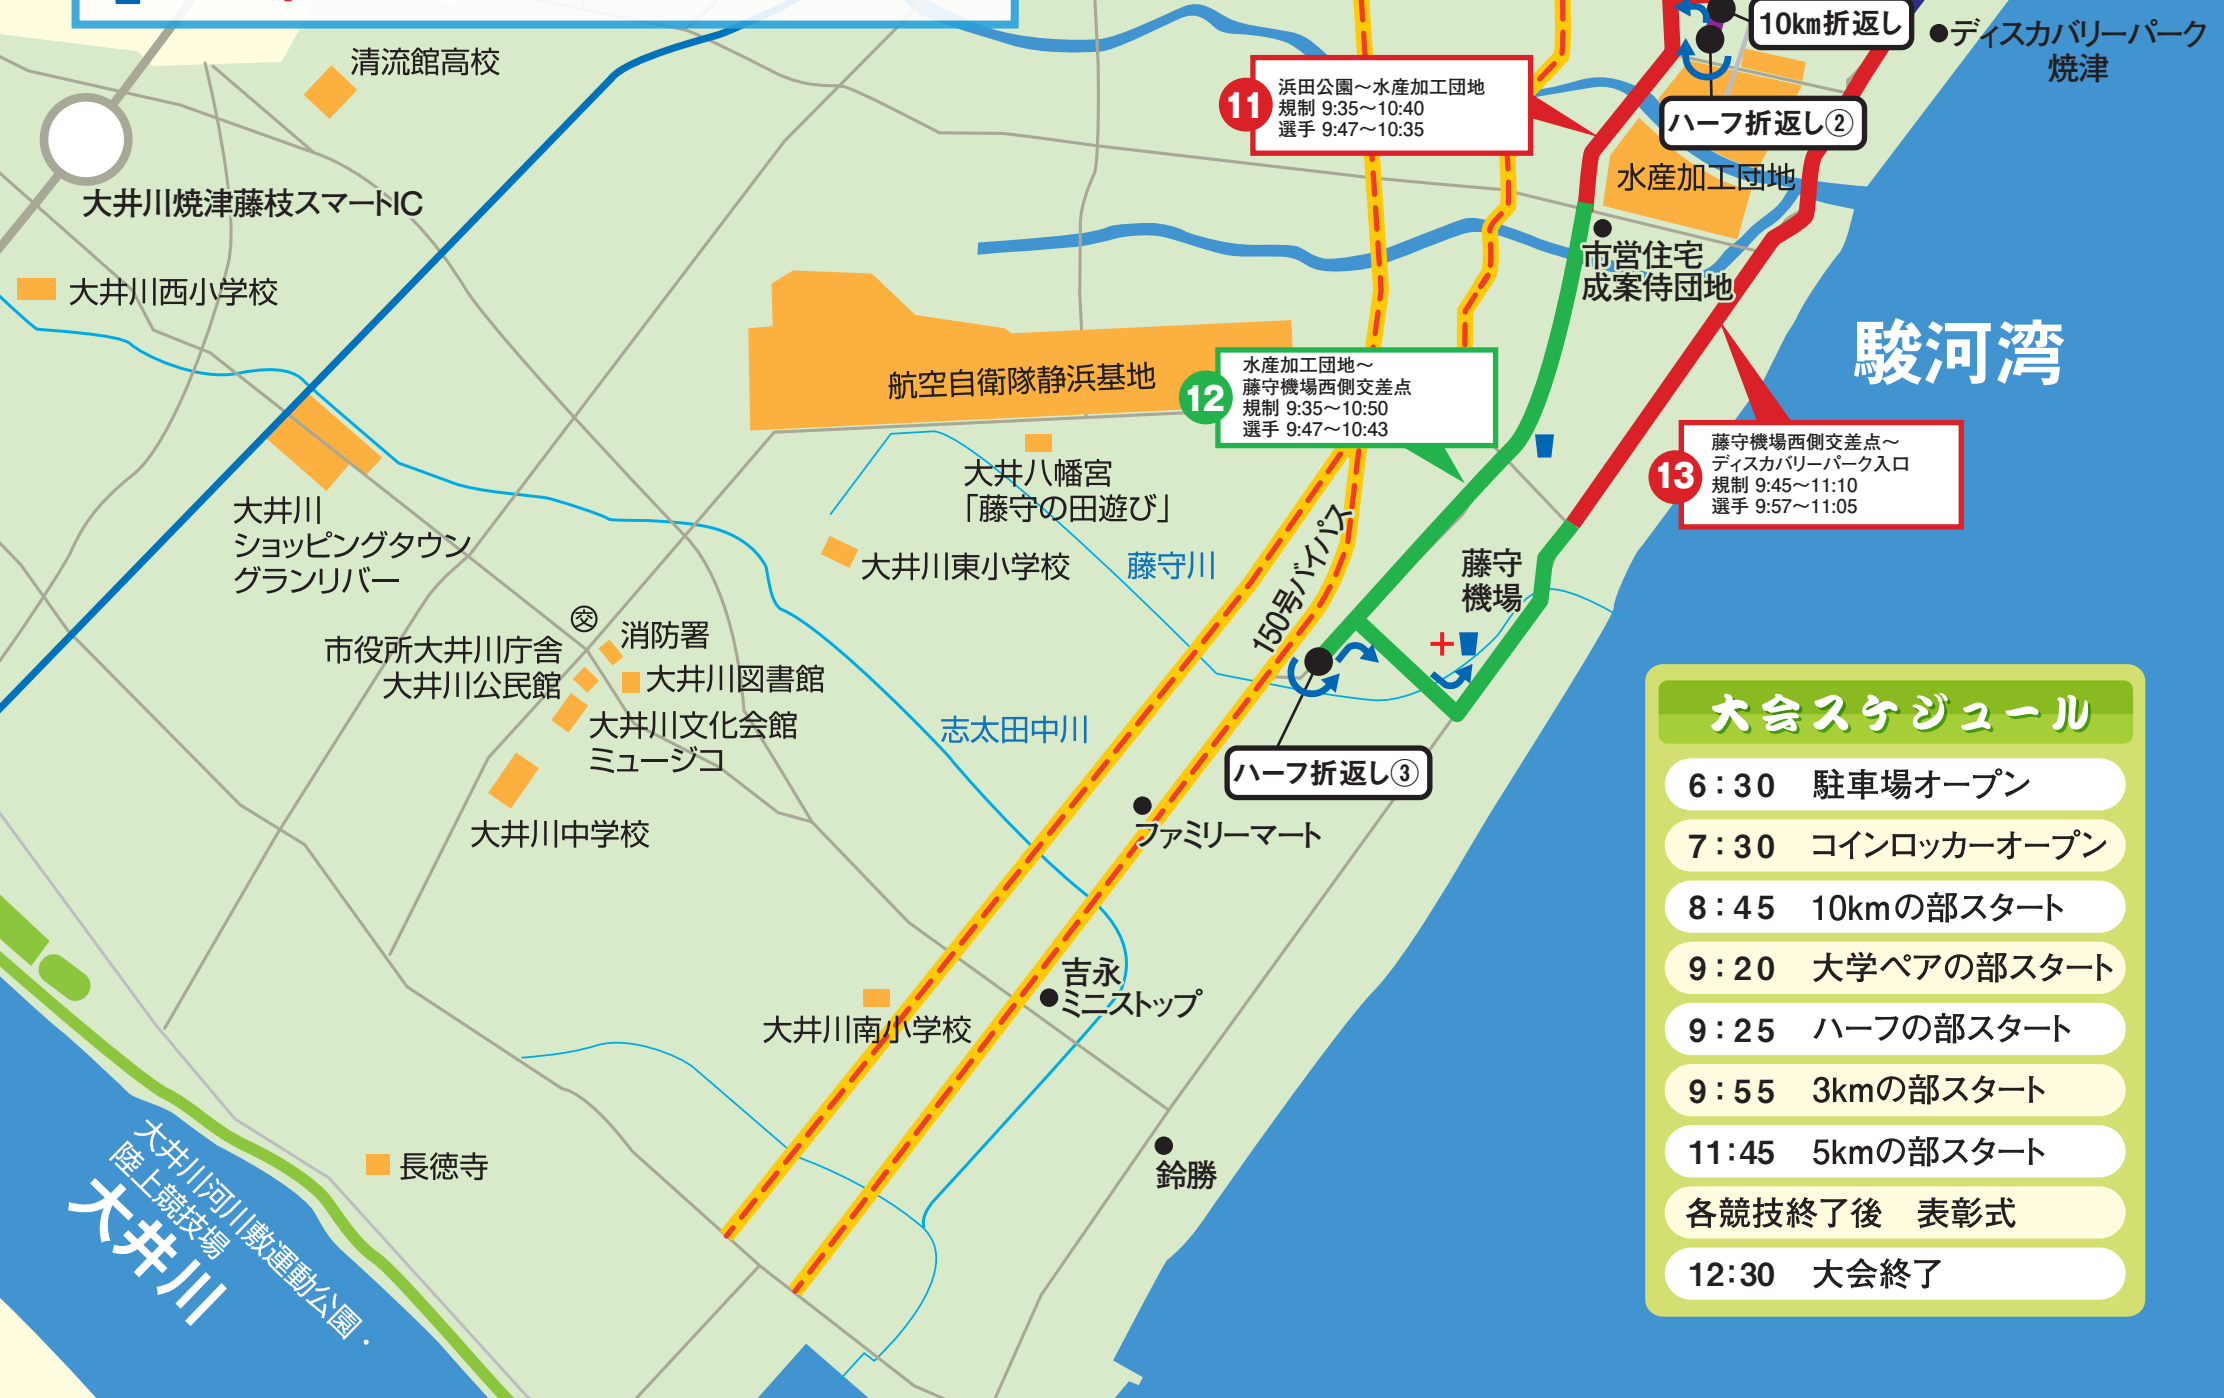 10km折返し
ディスカバリーパーク
焼津
清流館高校
11
浜田公園～水産加工団地
規制 9:35～10:40
選手 9:47～10:35
ハーフ折返し②
水産加工団地
大井川焼津藤枝スマートIC
市営住宅
成案侍団地
大井川西小学校
駿河湾
航空自衛隊静浜基地
12
水産加工団地～
藤守機場西側交差点
規制 9:35～10:50
選手 9:47～10:43
13
藤守機場西側交差点～
ディスカバリーパーク入口
規制 9:45～11:10
選手 9:57～11:05
大井八幡宮
「藤守の田遊び」
大井川
ショッピングタウン
グランリバー
大井川東小学校
藤守川
150号バイパス
藤守
機場
交
消防署
市役所大井川庁舎
大井川公民館
大井川図書館
大井川文化会館
ミュージコ
志太田中川
ハーフ折返し③
大井川中学校
ファミリーマート
吉永
ミニストップ
大井川南小学校
長徳寺
鈴勝
大井川河川敷運動公園・
陸上競技場
大井川
大会スケジュール
6:30 駐車場オープン
7:30 コインロッカーオープン
8:45 10kmの部スタート
9:20 大学ペアの部スタート
9:25 ハーフの部スタート
9:55 3kmの部スタート
11:45 5kmの部スタート
各競技終了後 表彰式
12:30 大会終了